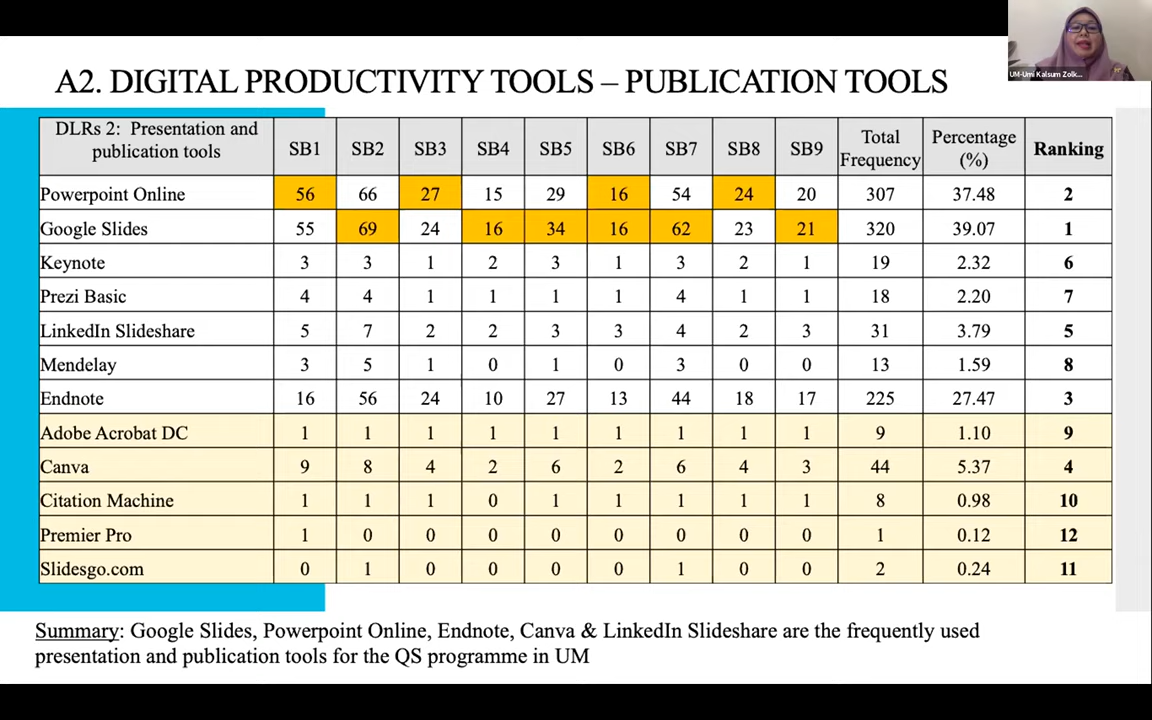 UM-Umi Kalsum Zolk...
A2. DIGITAL PRODUCTIVITY TOOLS – PUBLICATION TOOLS
DLRs 2: Presentation and publication tools SB1 SB2 SB3 SB4 SB5 SB6 SB7 SB8 SB9 Total Frequency Percentage (%) Ranking
Powerpoint Online 56 66 27 15 29 16 54 24 20 307 37.48 2
Google Slides 55 69 24 16 34 16 62 23 21 320 39.07 1
Keynote 3 3 1 2 3 1 3 2 1 19 2.32 6
Prezi Basic 4 4 1 1 1 1 4 1 1 18 2.20 7
LinkedIn Slideshare 5 7 2 2 3 3 4 2 3 31 3.79 5
Mendelay 3 5 1 0 1 0 3 0 0 13 1.59 8
Endnote 16 56 24 10 27 13 44 18 17 225 27.47 3
Adobe Acrobat DC 1 1 1 1 1 1 1 1 1 9 1.10 9
Canva 9 8 4 2 6 2 6 4 3 44 5.37 4
Citation Machine 1 1 1 0 1 1 1 1 1 8 0.98 10
Premier Pro 1 0 0 0 0 0 0 0 0 1 0.12 12
Slidesgo.com 0 1 0 0 0 0 1 0 0 2 0.24 11
Summary: Google Slides, Powerpoint Online, Endnote, Canva & LinkedIn Slideshare are the frequently used
presentation and publication tools for the QS programme in UM